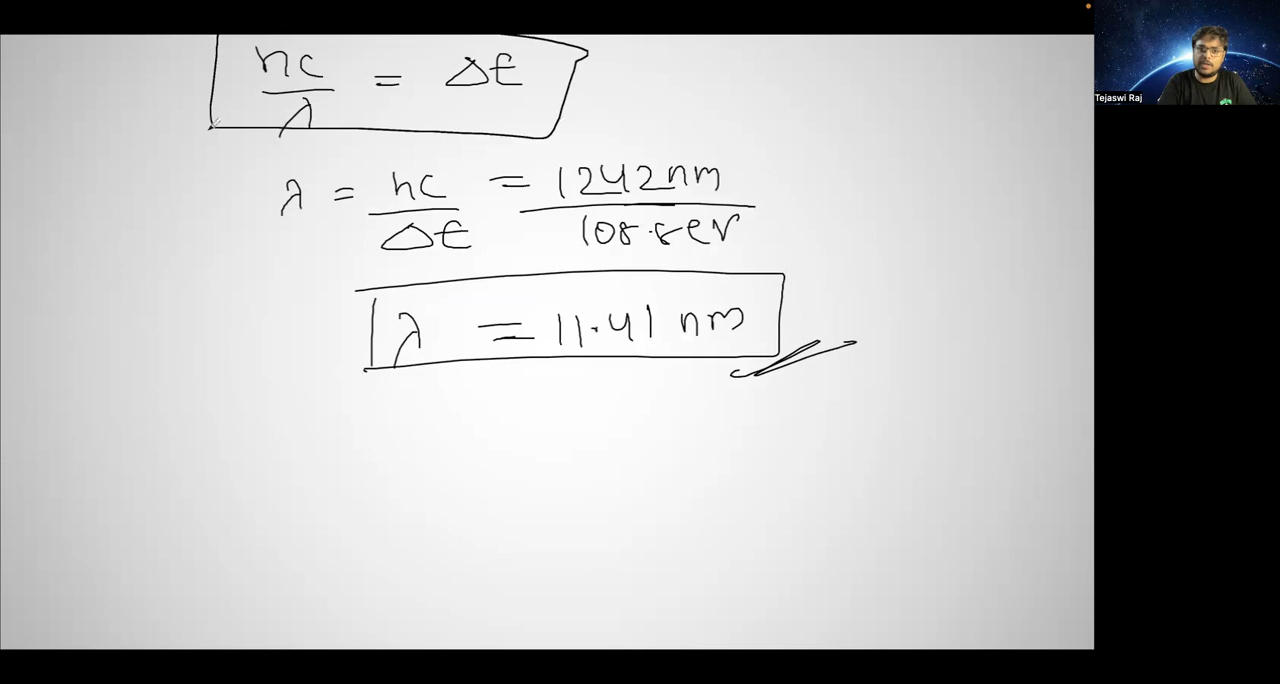 hc/λ = ΔE
Tejaswi Raj
λ = hc/ΔE = 1242nm/108.8eV
λ = 11.41 nm